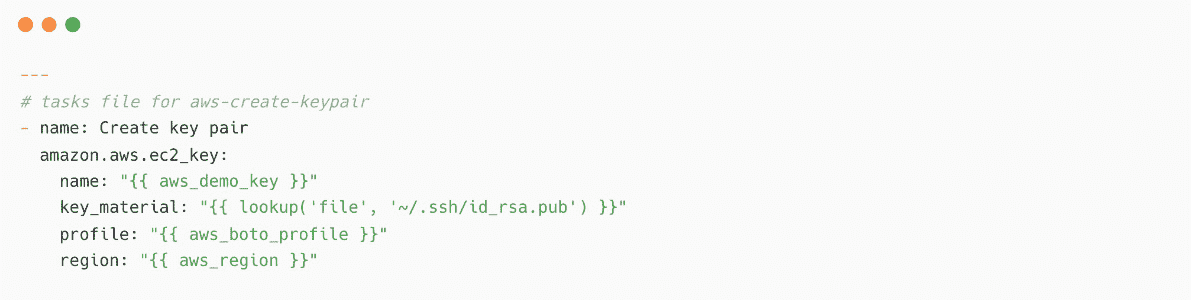 ---
# tasks file for aws-create-keypair
- name: Create key pair
  amazon.aws.ec2_key:
    name: "{{ aws_demo_key }}"
    key_material: "{{ lookup('file', '~/.ssh/id_rsa.pub') }}"
    profile: "{{ aws_boto_profile }}"
    region: "{{ aws_region }}"